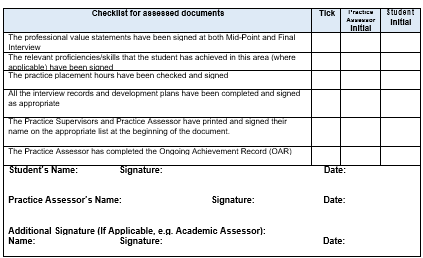 Checklist for assessed documents Tick Practice Assessor Initial Student Initial
The professional value statements have been signed at both Mid-Point and Final
Interview
The relevant proficiencies/skills that the student has achieved in this area (where
applicable) have been signed
The practice placement hours have been checked and signed
All the interview records and development plans have been completed and signed
as appropriate
The Practice Supervisors and Practice Assessor have printed and signed their
name on the appropriate list at the beginning of the document.
The Practice Assessor has completed the Ongoing Achievement Record (OAR)
Student's Name: Signature: Date:
Practice Assessor's Name: Signature: Date:
Additional Signature (If Applicable, e.g. Academic Assessor):
Name: Signature: Date: